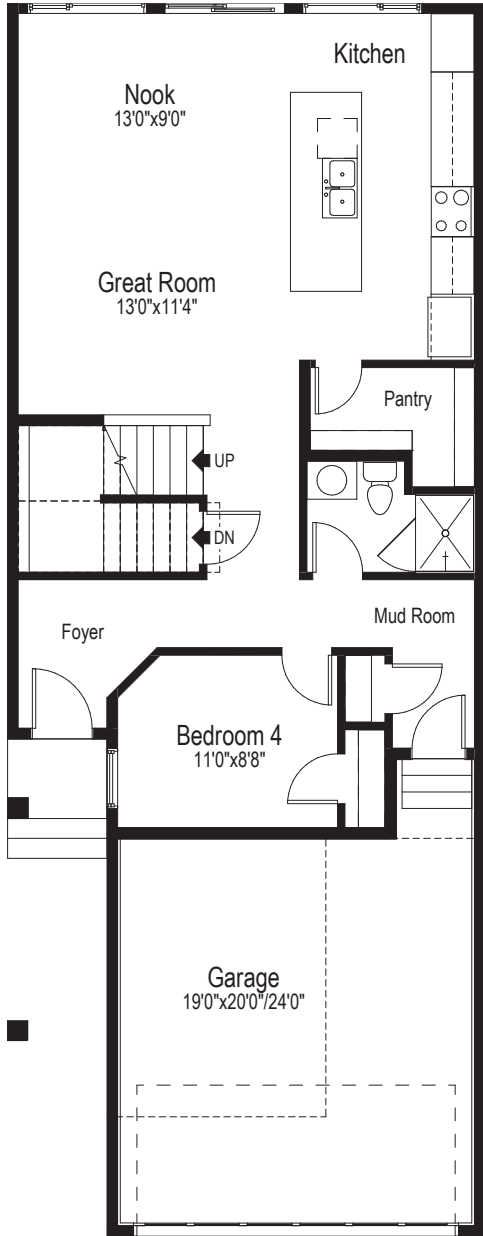 Kitchen
Nook
13'0"x9'0"
Great Room
13'0"x11'4"
Pantry
UP
DN
Foyer
Mud Room
Bedroom 4
11'0"x8'8"
Garage
19'0"x20'0"/24'0"